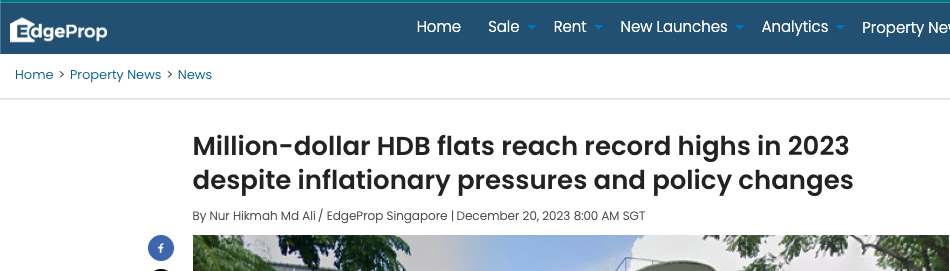 EdgeProp
Home Sale Rent New Launches Analytics Property Nev
Home > Property News > News
Million-dollar HDB flats reach record highs in 2023
despite inflationary pressures and policy changes
By Nur Hikmah Md Ali / EdgeProp Singapore | December 20, 2023 8:00 AM SGT
f